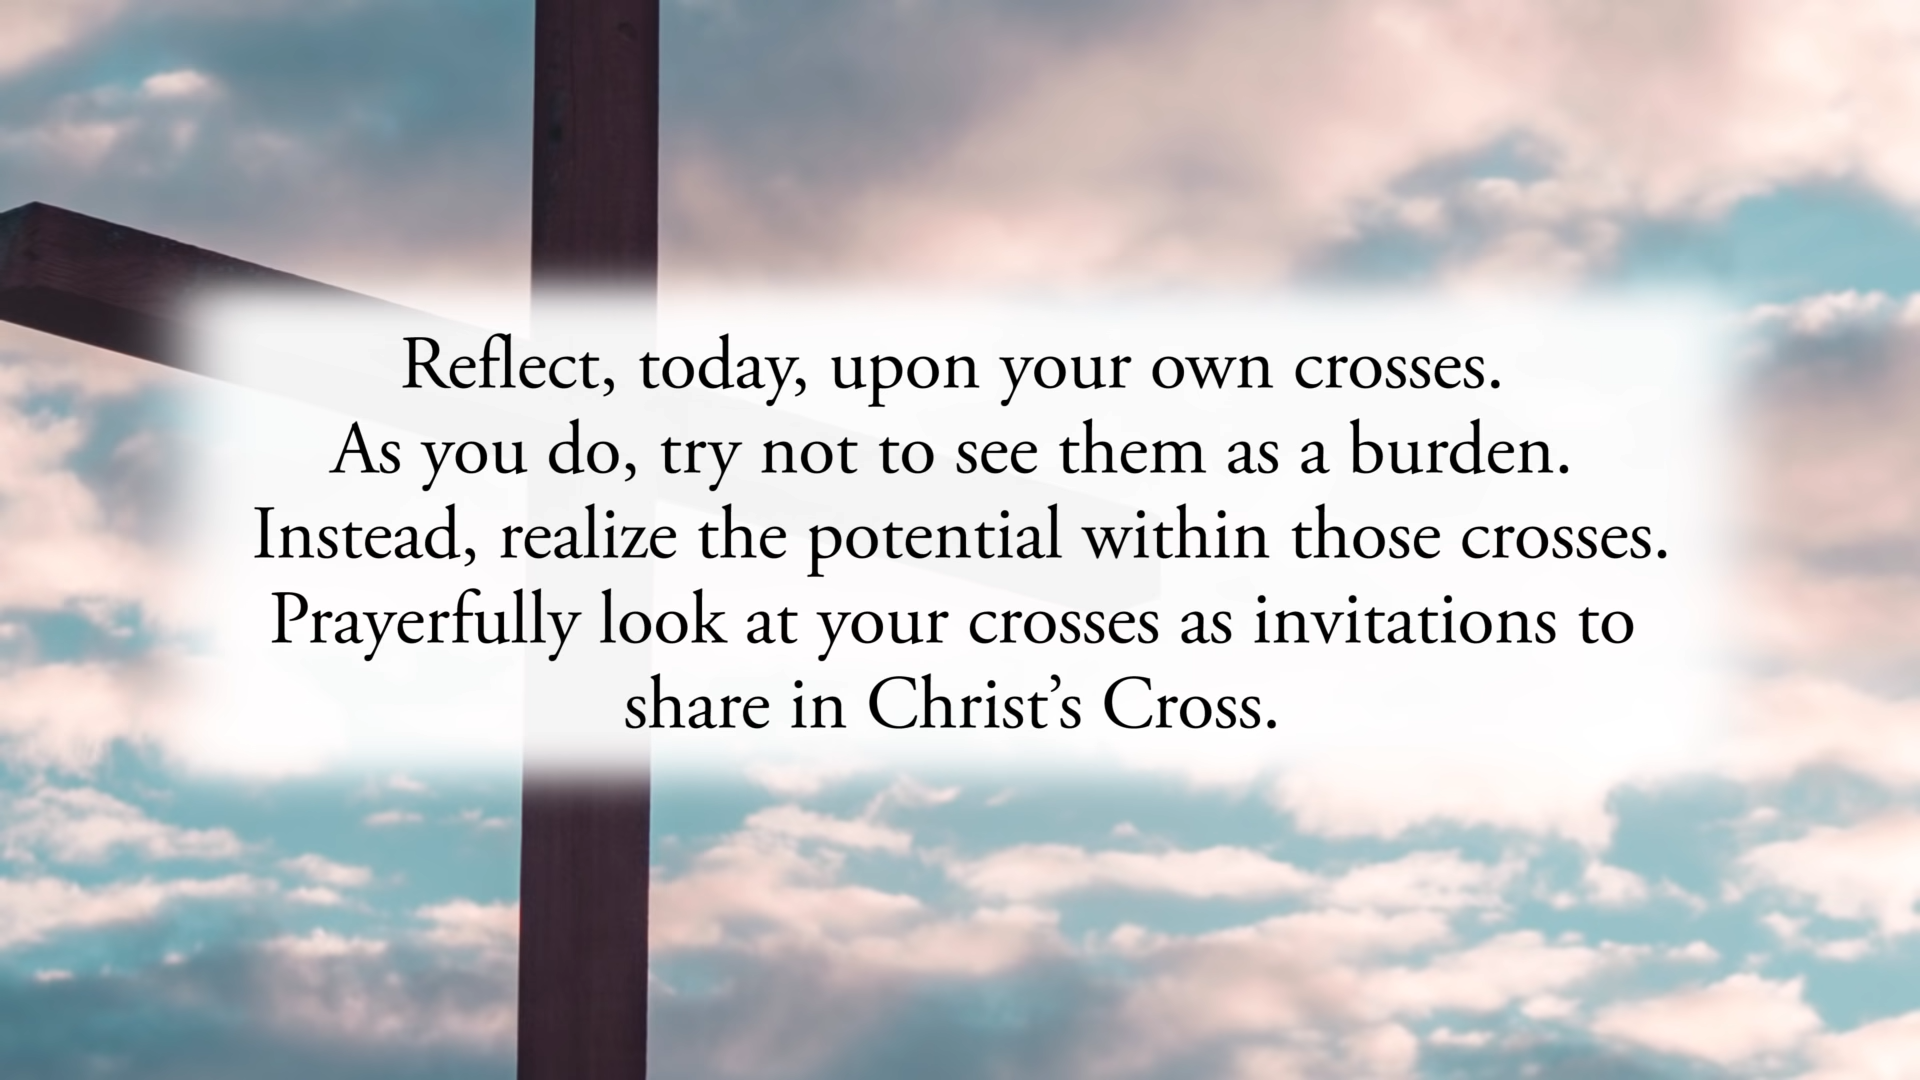 Reflect, today, upon your own crosses.
As you do, try not to see them as a burden.
Instead, realize the potential within those crosses.
Prayerfully look at your crosses as invitations to
share in Christ’s Cross.